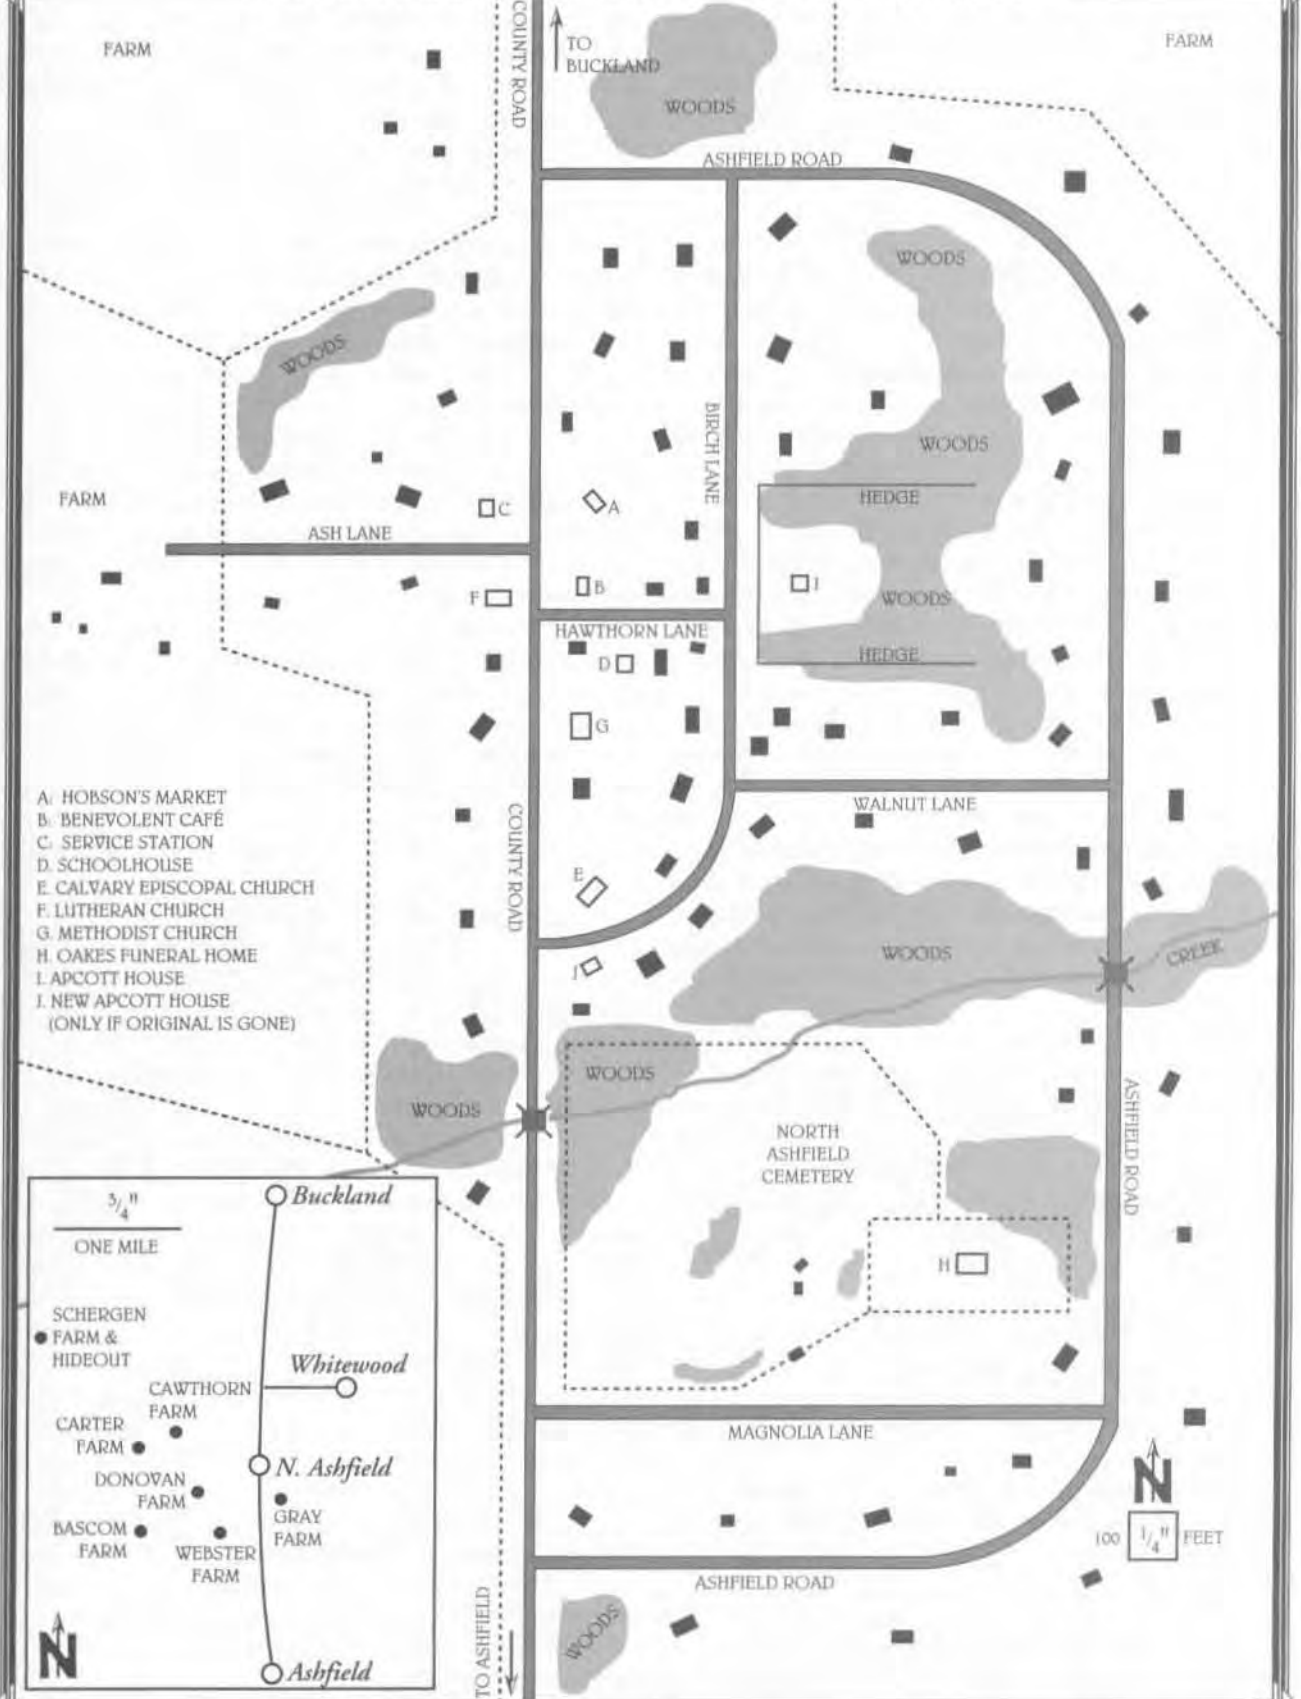 FARM
COUNTY ROAD
TO
BUCKLAND
WOODS
FARM
ASHFIELD ROAD
WOODS
WOODS
BIRCH LANE
WOODS
HEDGE
FARM
C
A
ASH LANE
F
B
I
WOODS
HAWTHORN LANE
D
HEDGE
G
A: HOBSON'S MARKET
B: BENEVOLENT CAFÉ
C: SERVICE STATION
D. SCHOOLHOUSE
E. CALVARY EPISCOPAL CHURCH
F. LUTHERAN CHURCH
G. METHODIST CHURCH
H. OAKES FUNERAL HOME
I. APCOTT HOUSE
J. NEW APCOTT HOUSE
(ONLY IF ORIGINAL IS GONE)
COUNTY ROAD
WALNUT LANE
E
J
WOODS
CREEK
WOODS
WOODS
NORTH
ASHFIELD
CEMETERY
ASHFIELD ROAD
H
3/4"
ONE MILE
Buckland
SCHERGEN
FARM &
HIDEOUT
Whitewood
CAWTHORN
FARM
CARTER
FARM
N. Ashfield
DONOVAN
FARM
GRAY
FARM
BASCOM
FARM
WEBSTER
FARM
N
Ashfield
MAGNOLIA LANE
N
100 1/4" FEET
ASHFIELD ROAD
TO ASHFIELD
WOODS